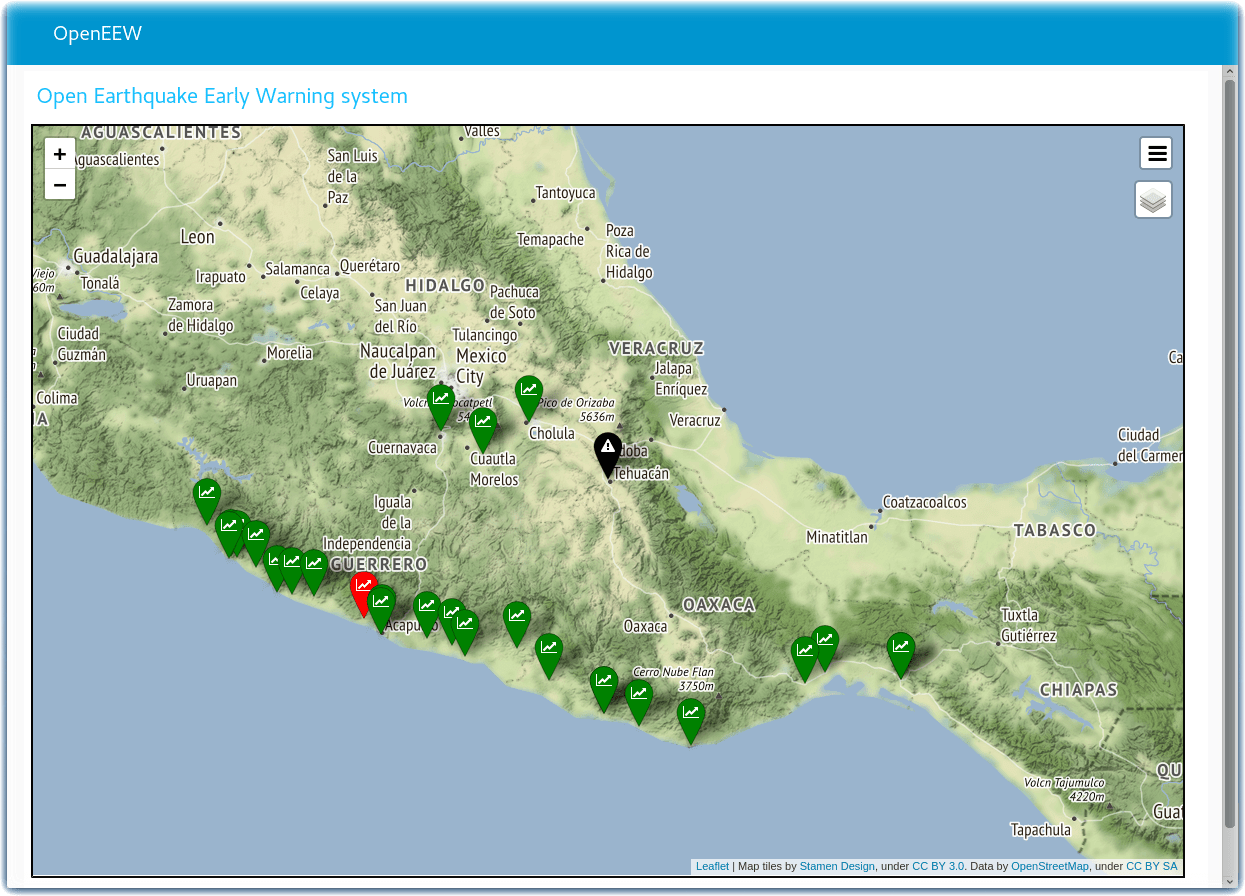 OpenEEW
Open Earthquake Early Warning system
AGUASCALIENTES
Aguascalientes
Valles
+
−
San Luis
de la
Paz
Tantoyuca
Leon
Temapache
Poza
Rica de
Hidalgo
Guadalajara
Tonalá
Viejo
60m
Irapuato
Salamanca
Querétaro
Celaya
HIDALGO
Pachuca
de Soto
Zamora
de Hidalgo
San Juan
del Río
Tulancingo
Ciudad
Guzmán
Morelia
Naucalpan
de Juárez
Mexico
City
VERACRUZ
Jalapa
Enríquez
Ca
Uruapan
Colima
Pico de Orizaba
5636m
Veracruz
Cuernavaca
Cholula
Cuautla
Morelos
Tehuacán
Ciudad
del Carmen
Iguala
de la
Independencia
GUERRERO
Coatzacoalcos
Minatitlan
TABASCO
Acapulco
OAXACA
Oaxaca
Cerro Nube Flan
3750m
Tuxtla
Gutiérrez
CHIAPAS
Volcn Tajumulco
4220m
QU
Guat
Tapachula
Leaflet | Map tiles by Stamen Design, under CC BY 3.0. Data by OpenStreetMap, under CC BY SA